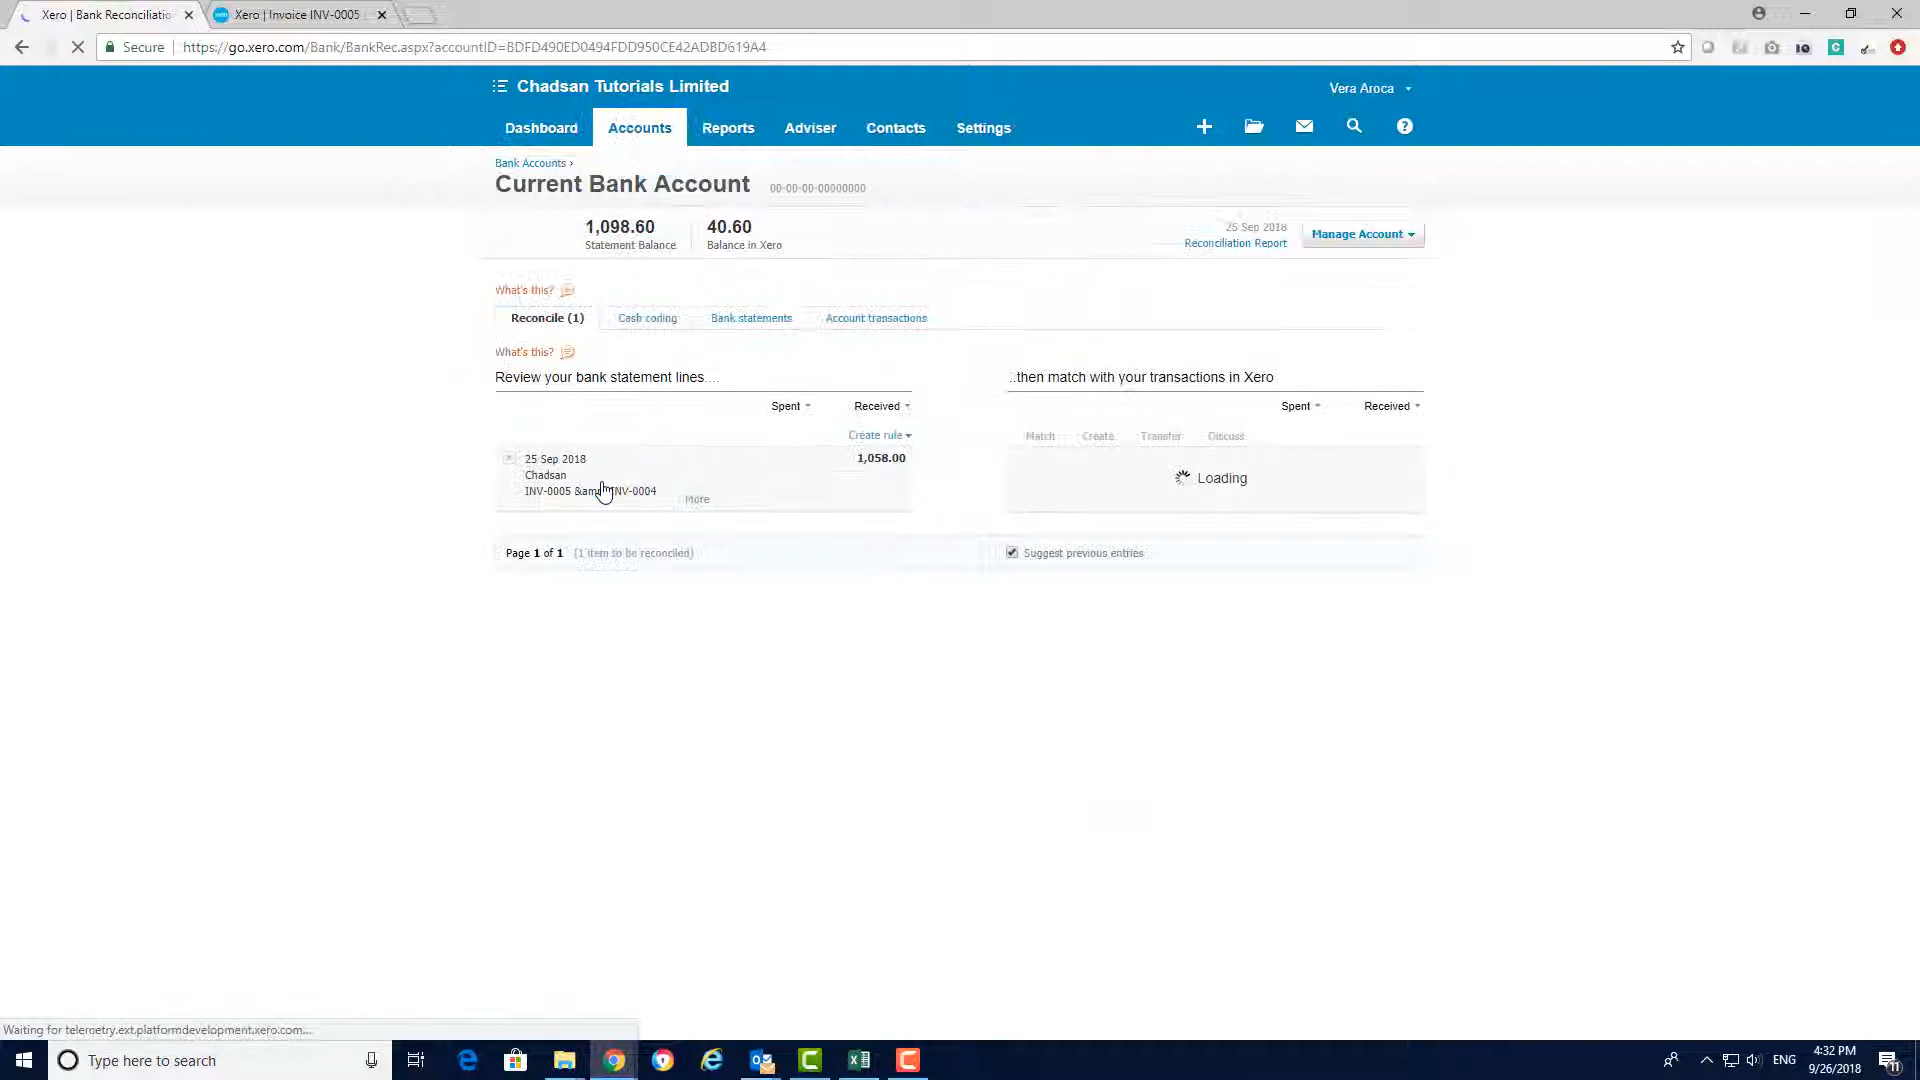 Xero | Bank Reconciliatio
Xero | Invoice INV-0005
Secure
https://go.xero.com/Bank/BankRec.aspx?accountID=BDFD490ED0494FDD950CE42ADBD619A4
Chadsan Tutorials Limited
Vera Aroca
Dashboard Accounts Reports Adviser Contacts Settings
Bank Accounts ›
Current Bank Account 00-00-00-00000000
1,098.60 40.60
Statement Balance Balance in Xero
25 Sep 2018
Reconciliation Report
Manage Account
What's this?
Reconcile (1) Cash coding Bank statements Account transactions
What's this?
Review your bank statement lines....
...then match with your transactions in Xero
Spent Received
Spent Received
Create rule
Match Create Transfer Discuss
25 Sep 2018 1,058.00
Chadsan
INV-0005 &am INV-0004
More
Loading
Page 1 of 1 (1 item to be reconciled)
Suggest previous entries
Waiting for telemetry.ext.platformdevelopment.xero.com...
Type here to search
ENG
4:32 PM
9/26/2018
11